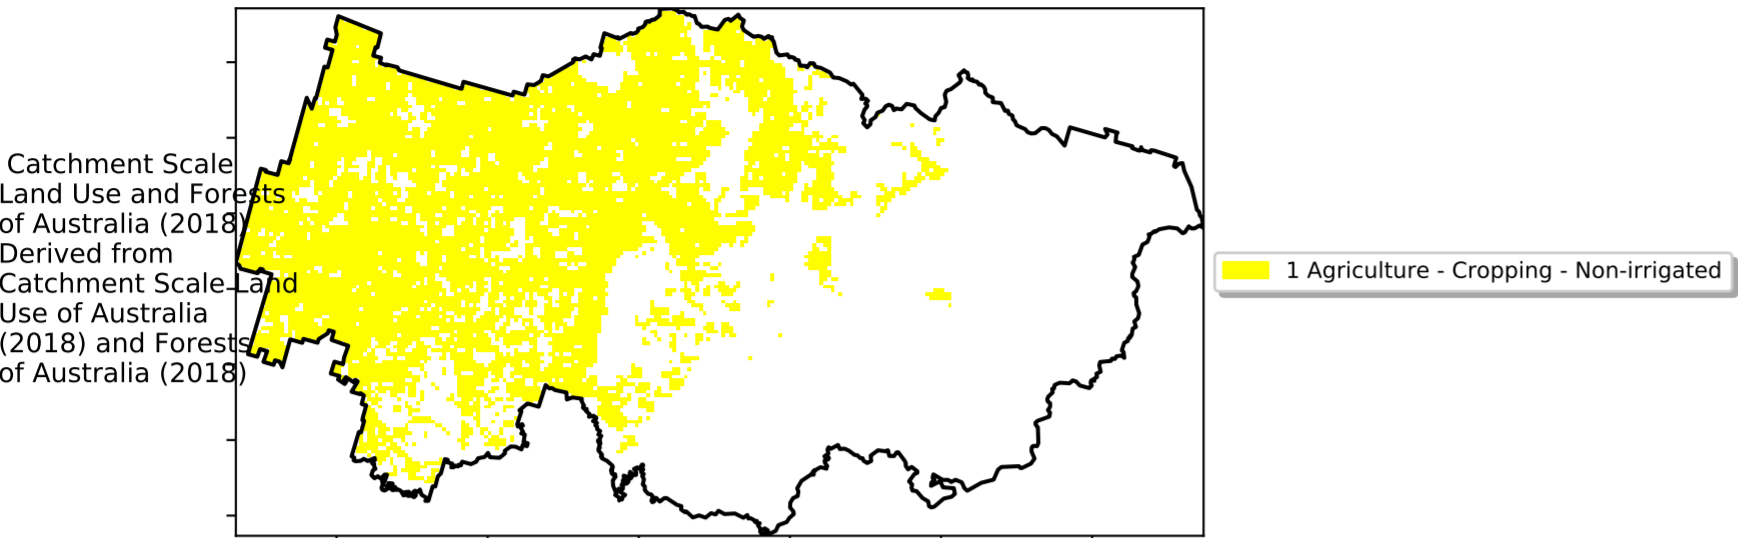 Catchment Scale
Land Use and Forests
of Australia (2018)
Derived from
Catchment Scale Land
Use of Australia
(2018) and Forests
of Australia (2018)
1 Agriculture - Cropping - Non-irrigated